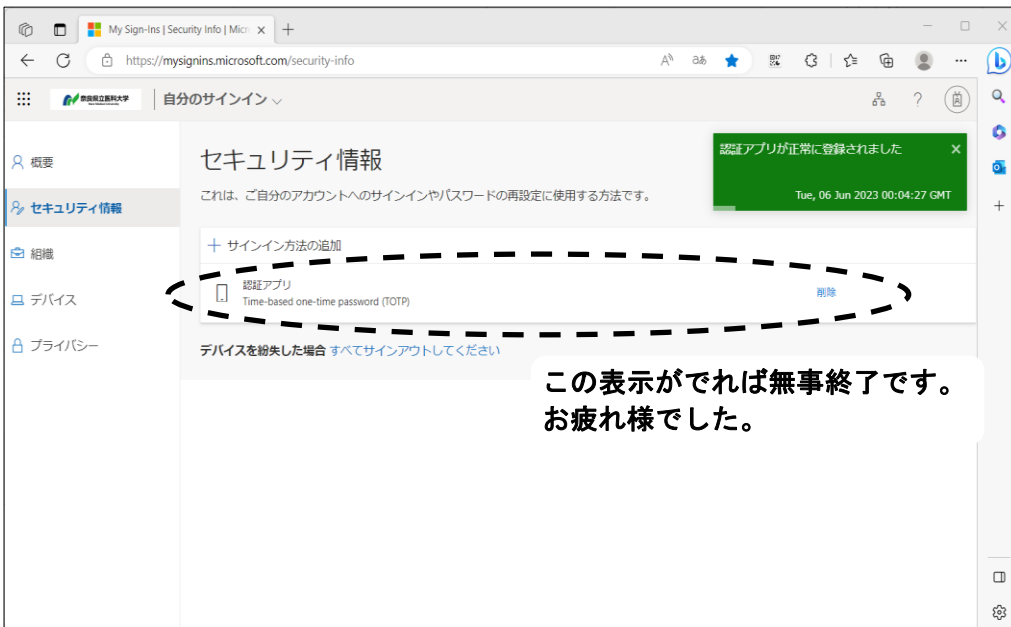 My Sign-Ins | Security Info | Micr
https://mysignins.microsoft.com/security-info
奈良県立医科大学
自分のサインイン
概要
セキュリティ情報
組織
デバイス
プライバシー
セキュリティ情報
これは、ご自分のアカウントへのサインインやパスワードの再設定に使用する方法です。
認証アプリが正常に登録されました
Tue, 06 Jun 2023 00:04:27 GMT
サインイン方法の追加
認証アプリ
Time-based one-time password (TOTP)
削除
デバイスを紛失した場合 すべてサインアウトしてください
この表示がでれば無事終了です。
お疲れ様でした。